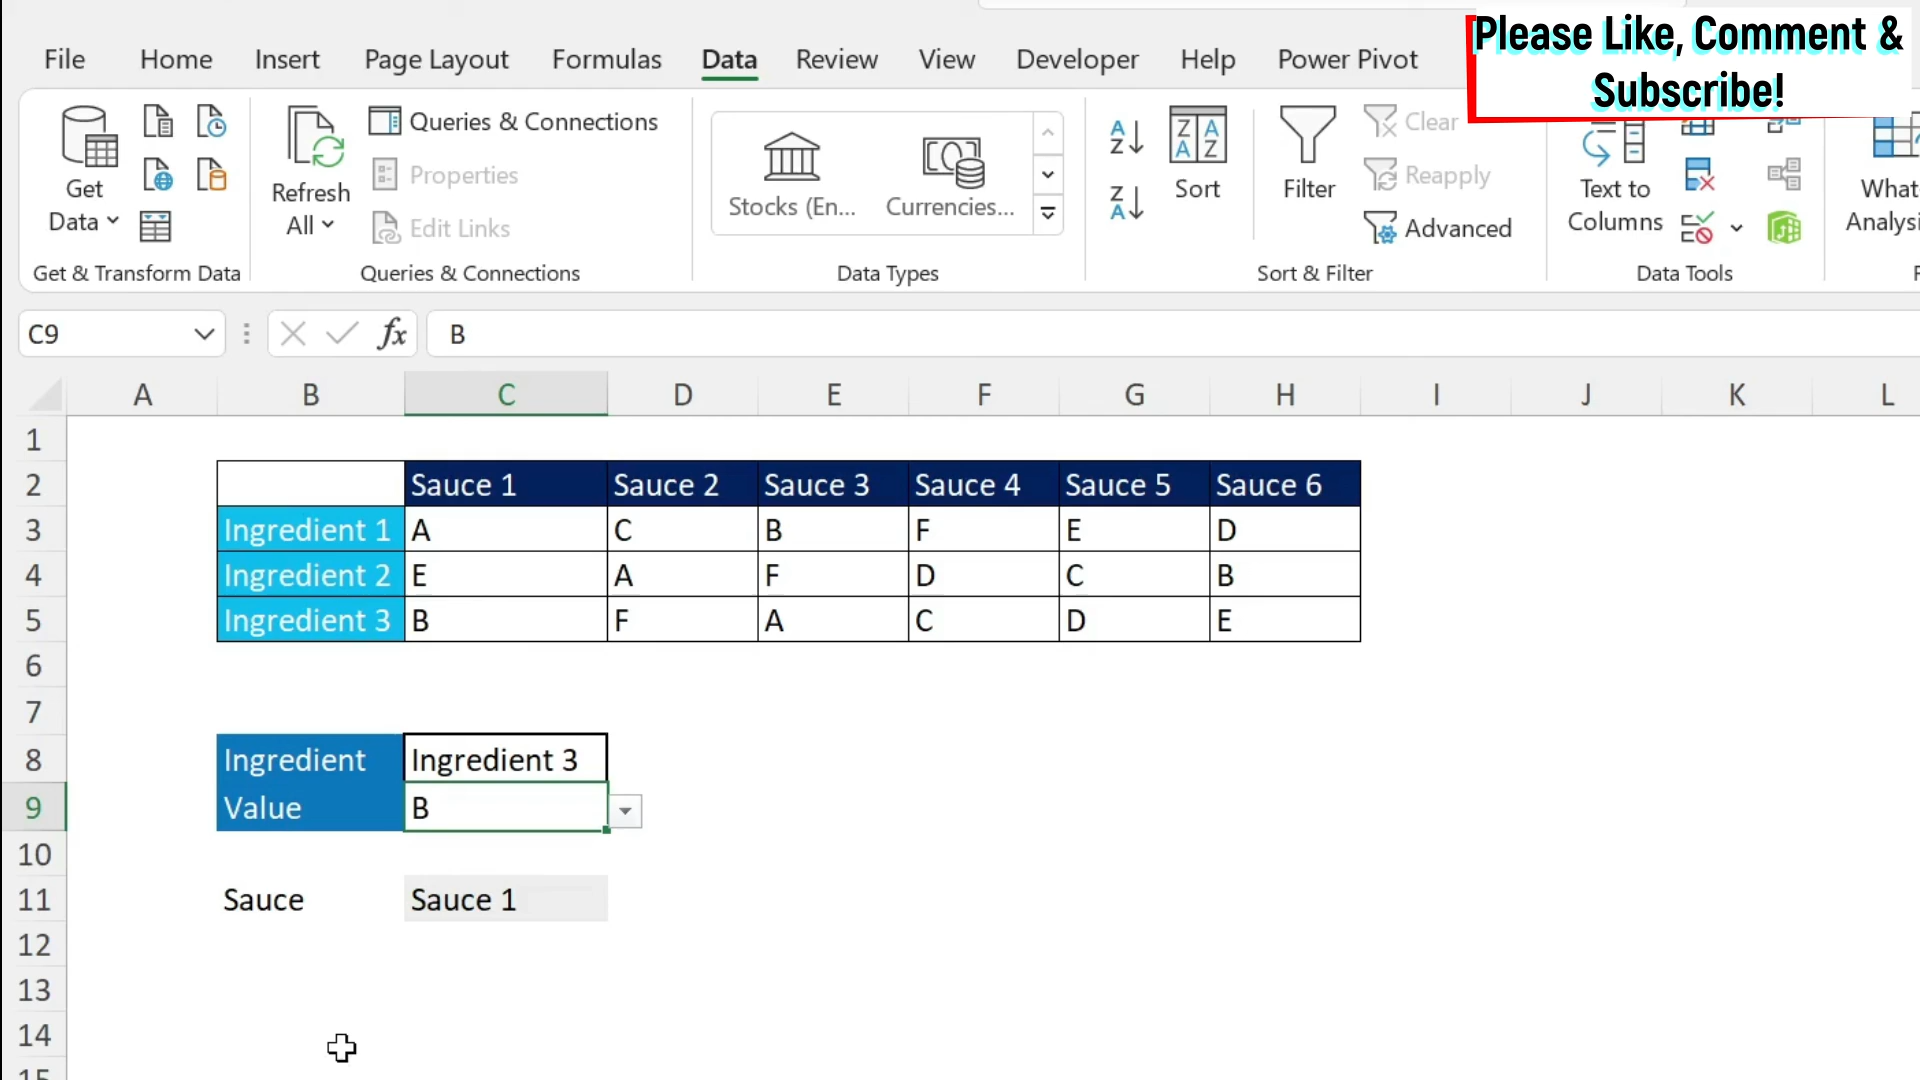 Please Like, Comment &
Subscribe!
File Home Insert Page Layout Formulas Data Review View Developer Help Power Pivot
Get
Data
Refresh
All
Queries & Connections
Properties
Edit Links
Stocks (En...
Currencies...
A
Z
Z
A
Z A
A Z
Sort
Filter
Clear
Reapply
Advanced
Text to
Columns
What
Analysi
Get & Transform Data
Queries & Connections
Data Types
Sort & Filter
Data Tools
C9
fx
B
A B C D E F G H I J K L
1
2 Sauce 1 Sauce 2 Sauce 3 Sauce 4 Sauce 5 Sauce 6
3 Ingredient 1 A C B F E D
4 Ingredient 2 E A F D C B
5 Ingredient 3 B F A C D E
6
7
8 Ingredient Ingredient 3
9 Value B
10
11 Sauce Sauce 1
12
13
14
15